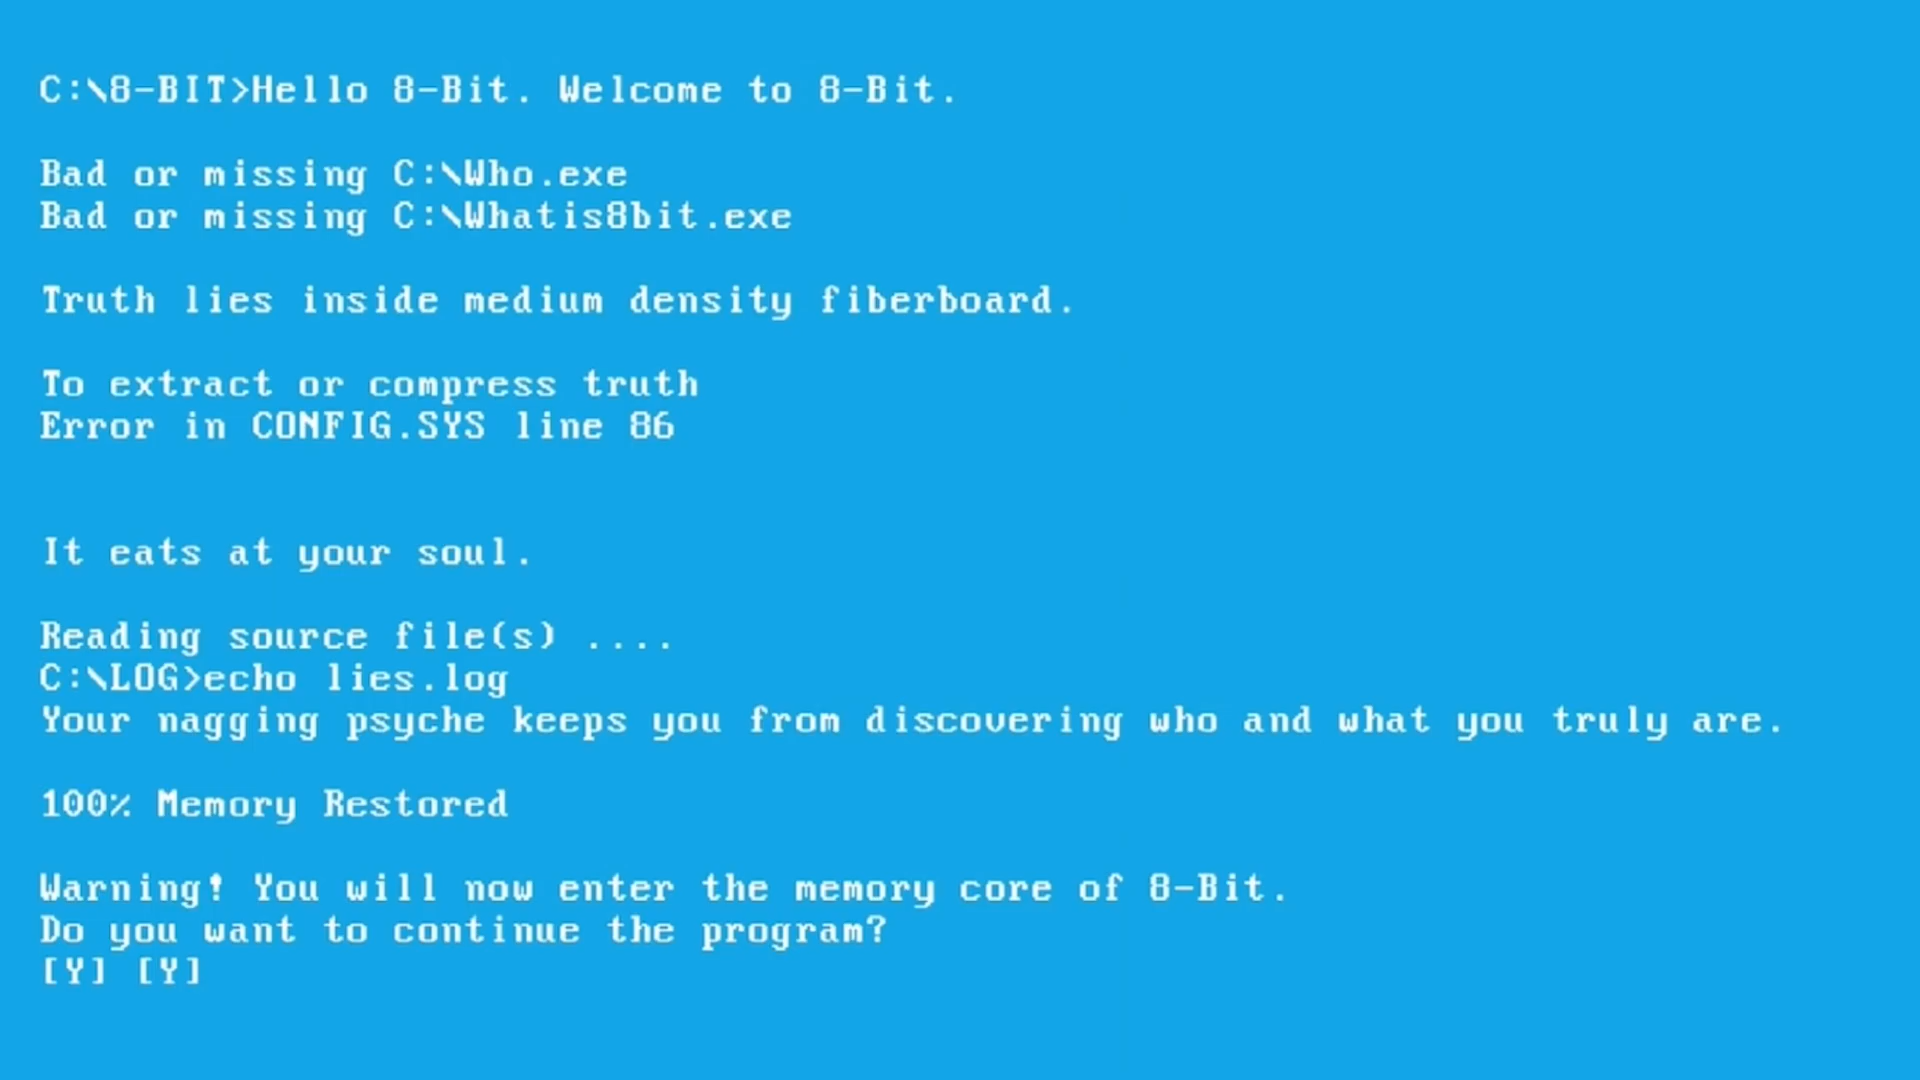 C:\8-BIT>Hello 8-Bit. Welcome to 8-Bit.
Bad or missing C:\Who.exe
Bad or missing C:\Whatis8bit.exe
Truth lies inside medium density fiberboard.
To extract or compress truth
Error in CONFIG.SYS line 86
It eats at your soul.
Reading source file(s) ....
C:\LOG>echo lies.log
Your nagging psyche keeps you from discovering who and what you truly are.
100% Memory Restored
Warning! You will now enter the memory core of 8-Bit.
Do you want to continue the program?
[Y] [Y]